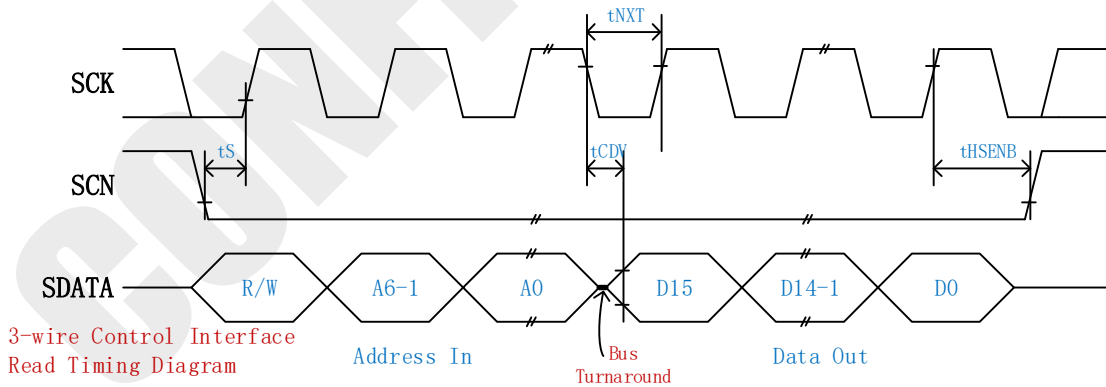 tNXT
SCK
tS
tCDV
tHSENB
SCN
SDATA
R/W
A6-1
A0
D15
D14-1
D0
3-wire Control Interface
Read Timing Diagram
Address In
Bus
Turnaround
Data Out